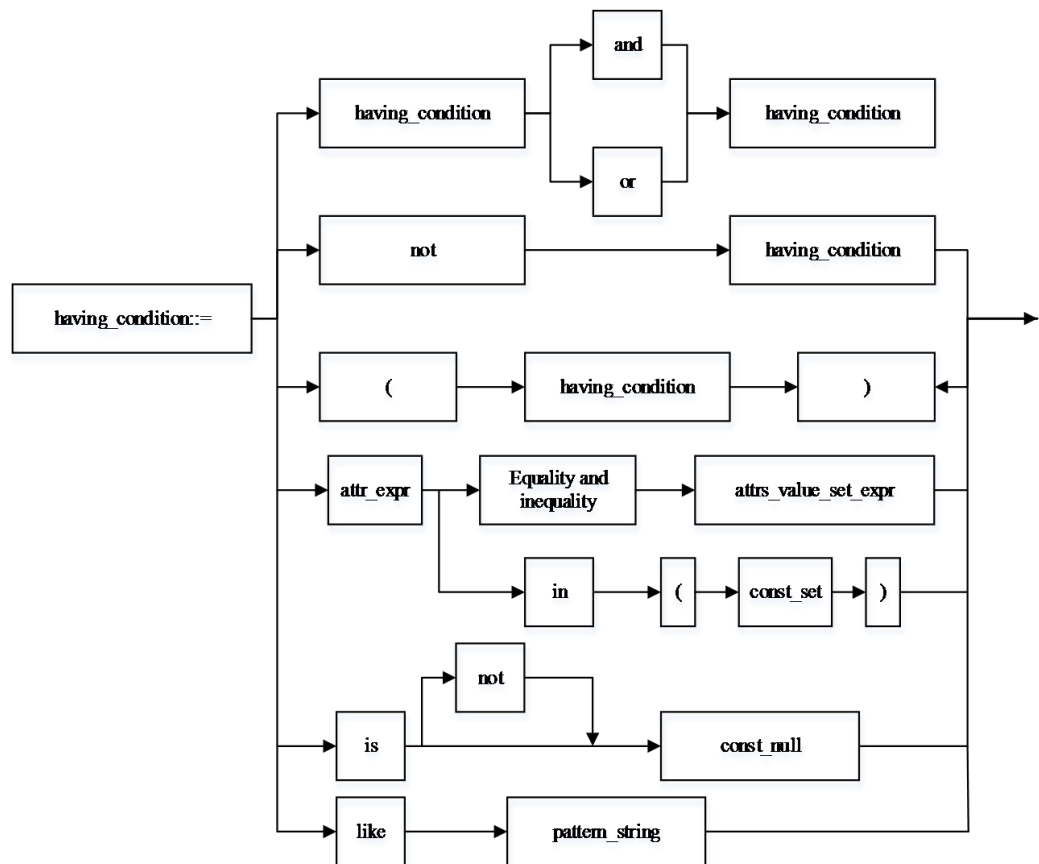 and
having_condition
having_condition
or
not
having_condition
having_condition::=
(
having_condition
)
attr_expr
Equality and
inequality
attrs_value_set_expr
in
(
const_set
)
not
is
const_null
like
pattern_string